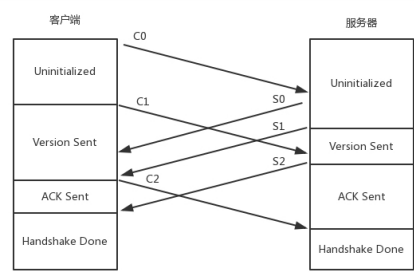 客户端
服务器
C0
Uninitialized
Uninitialized
C1
S0
S1
Version Sent
Version Sent
S2
C2
ACK Sent
ACK Sent
Handshake Done
Handshake Done